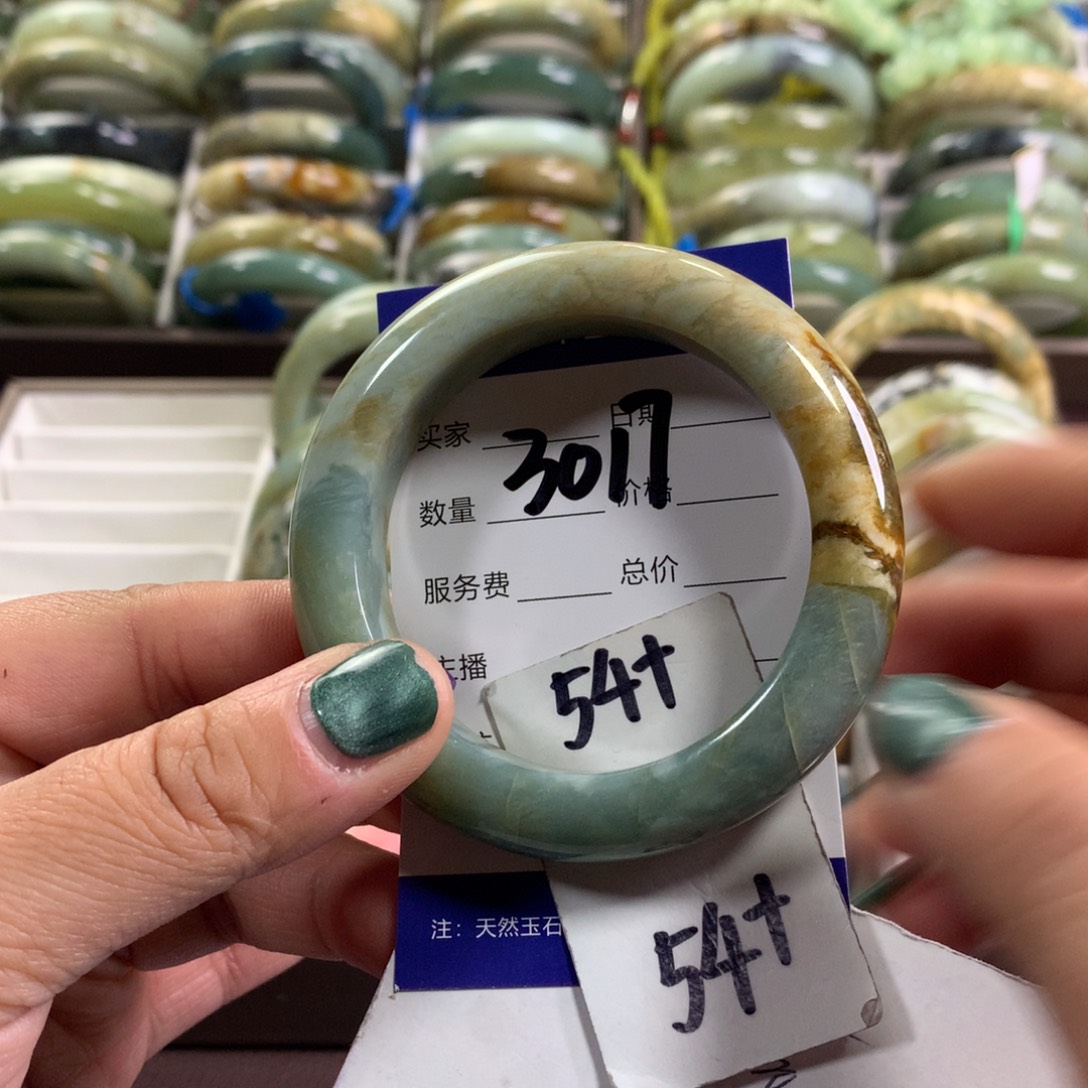 买家 日期
3017
数量 价格
服务费 总价
主播
54+
注：天然玉石
54+